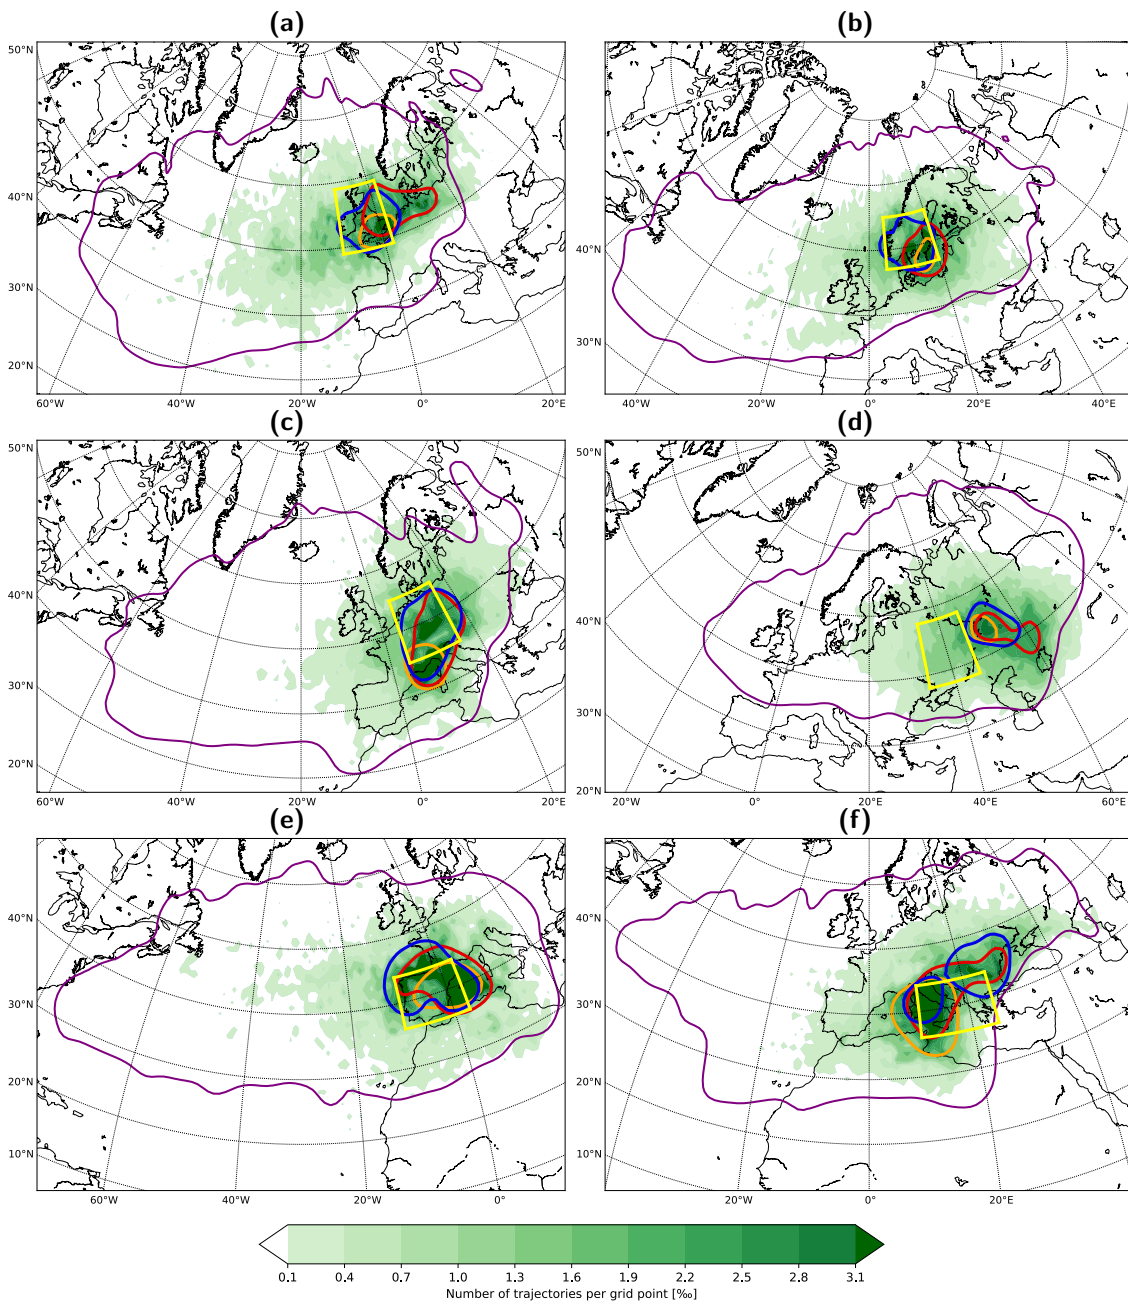 (a)
(b)
50°N
40°N
30°N
20°N
60°W 40°W 20°W 0° 20°E
50°N
40°N
30°N
40°W 20°W 0° 20°E 40°E
(c)
(d)
50°N
40°N
30°N
20°N
60°W 40°W 20°W 0° 20°E
50°N
40°N
30°N
20°N
20°W 0° 20°E 40°E 60°E
(e)
(f)
40°N
30°N
20°N
10°N
60°W 40°W 20°W 0°
40°N
30°N
20°N
10°N
20°W 0° 20°E
0.1 0.4 0.7 1.0 1.3 1.6 1.9 2.2 2.5 2.8 3.1
Number of trajectories per grid point [‰]